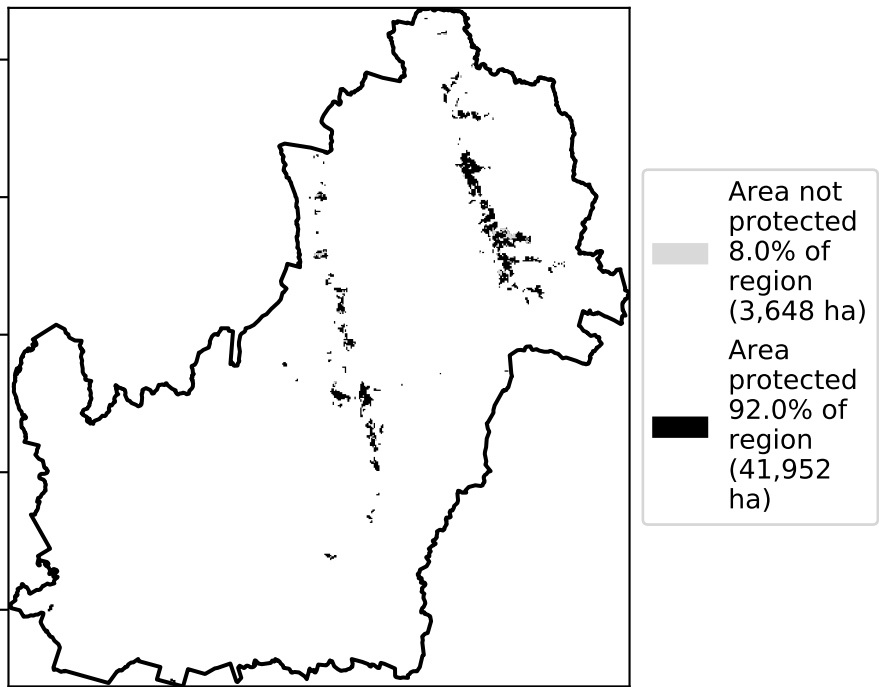 Area not
protected
8.0% of
region
(3,648 ha)
Area
protected
92.0% of
region
(41,952
ha)